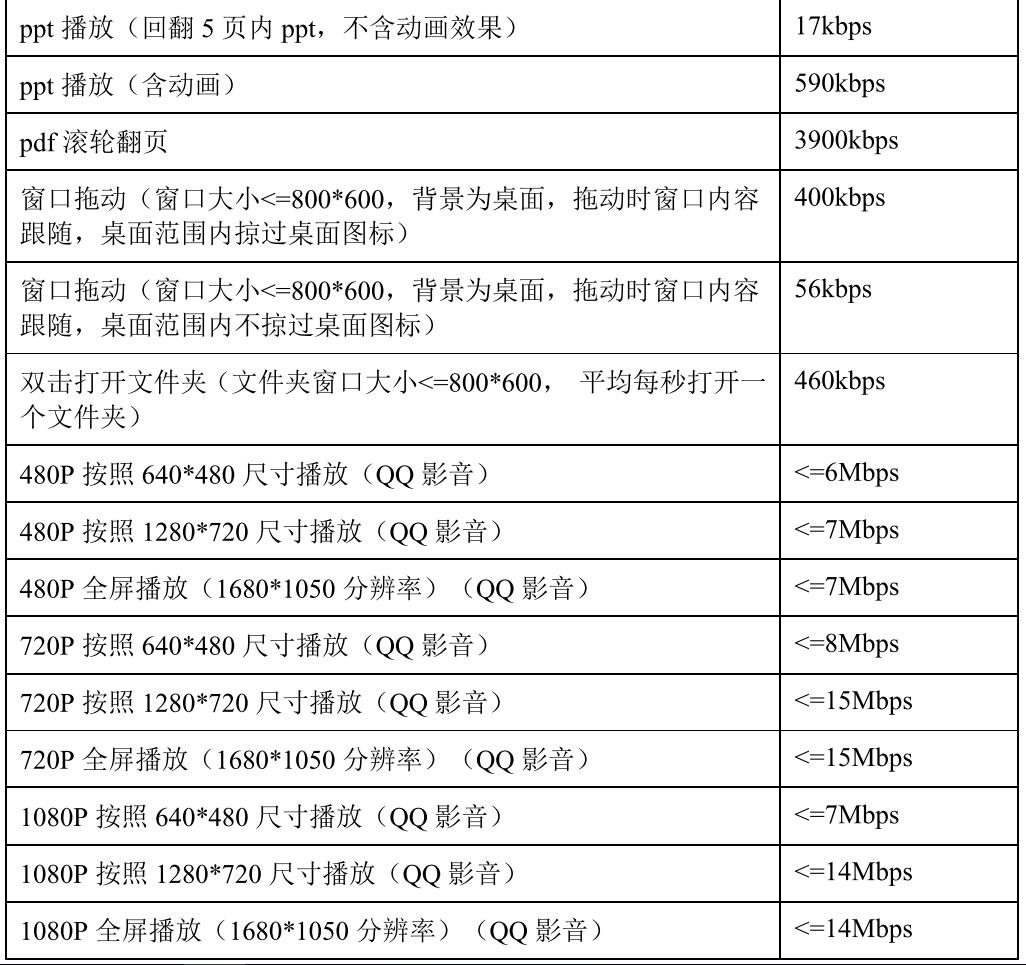 ppt 播放（回翻 5 页内 ppt，不含动画效果）
17kbps
ppt 播放（含动画）
590kbps
pdf 滚轮翻页
3900kbps
窗口拖动（窗口大小<=800*600，背景为桌面，拖动时窗口内容
跟随，桌面范围内掠过桌面图标）
400kbps
窗口拖动（窗口大小<=800*600，背景为桌面，拖动时窗口内容
跟随，桌面范围内不掠过桌面图标）
56kbps
双击打开文件夹（文件夹窗口大小<=800*600， 平均每秒打开一
个文件夹）
460kbps
480P 按照 640*480 尺寸播放（QQ 影音）
<=6Mbps
480P 按照 1280*720 尺寸播放（QQ 影音）
<=7Mbps
480P 全屏播放（1680*1050 分辨率）（QQ 影音）
<=7Mbps
720P 按照 640*480 尺寸播放（QQ 影音）
<=8Mbps
720P 按照 1280*720 尺寸播放（QQ 影音）
<=15Mbps
720P 全屏播放（1680*1050 分辨率）（QQ 影音）
<=15Mbps
1080P 按照 640*480 尺寸播放（QQ 影音）
<=7Mbps
1080P 按照 1280*720 尺寸播放（QQ 影音）
<=14Mbps
1080P 全屏播放（1680*1050 分辨率）（QQ 影音）
<=14Mbps